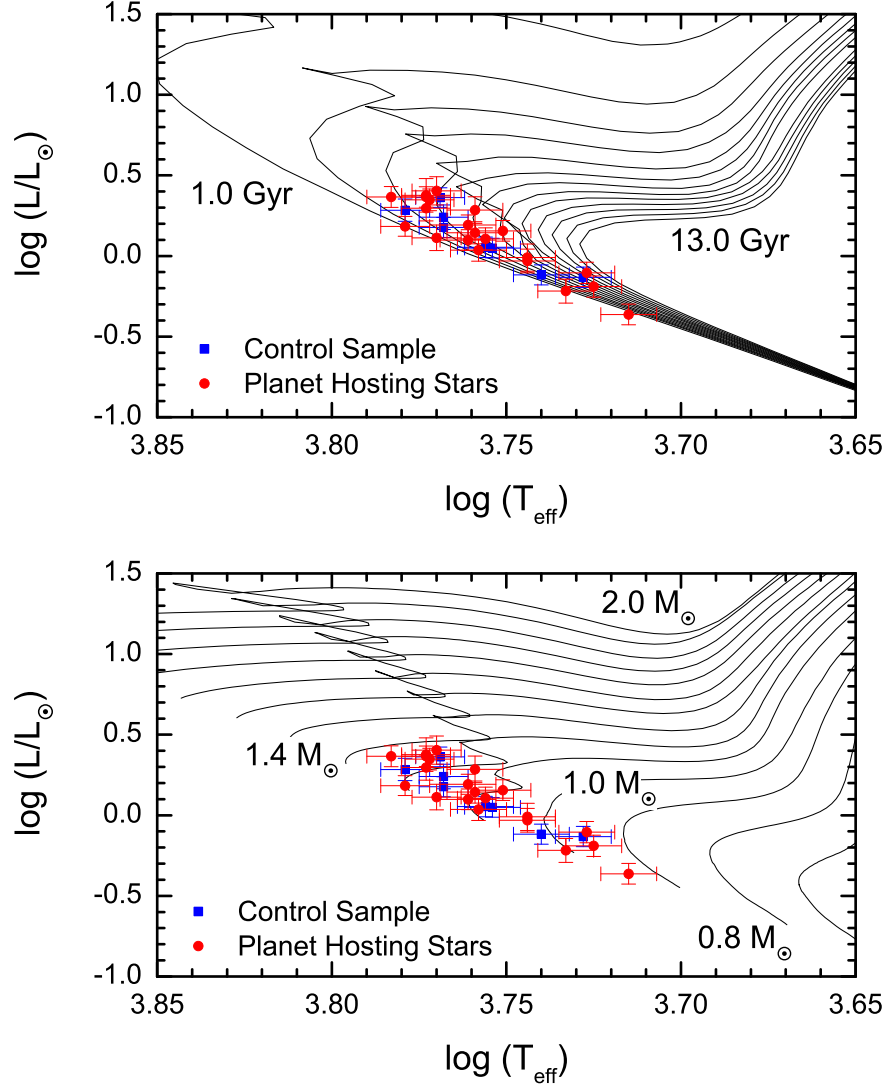 1.5
1.0
0.5
0.0
-0.5
-1.0
log (L/L☉)
1.0 Gyr
13.0 Gyr
Control Sample
Planet Hosting Stars
3.85 3.80 3.75 3.70 3.65
log (Teff)
1.5
1.0
0.5
0.0
-0.5
-1.0
log (L/L☉)
2.0 M☉
1.4 M☉
1.0 M☉
Control Sample
Planet Hosting Stars
0.8 M☉
3.85 3.80 3.75 3.70 3.65
log (Teff)